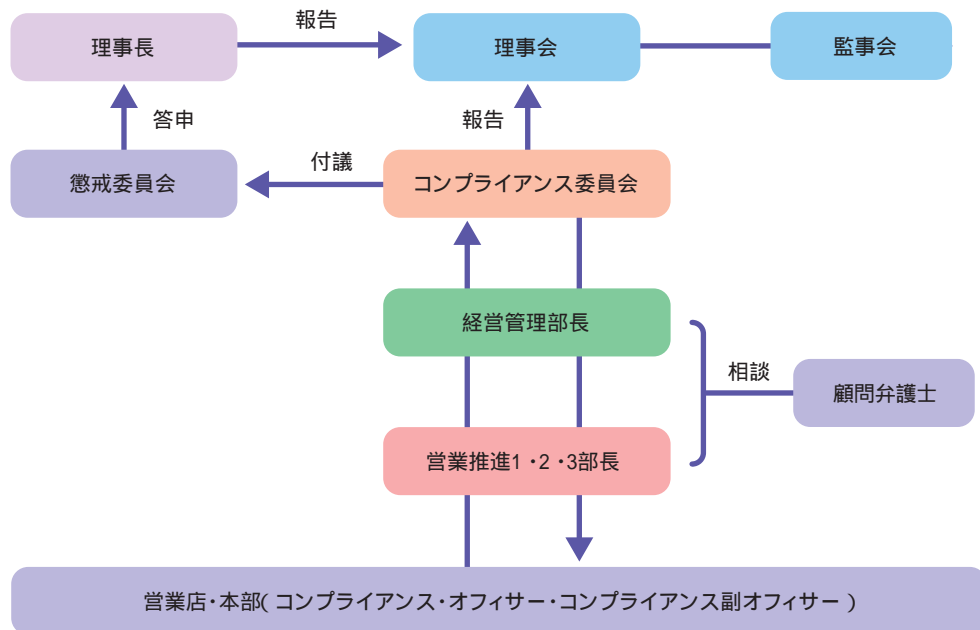 報告
理事長
理事会
監事会
答申
報告
付議
懲戒委員会
コンプライアンス委員会
経営管理部長
相談
顧問弁護士
営業推進1・2・3部長
営業店・本部(コンプライアンス・オフィサー・コンプライアンス副オフィサー)